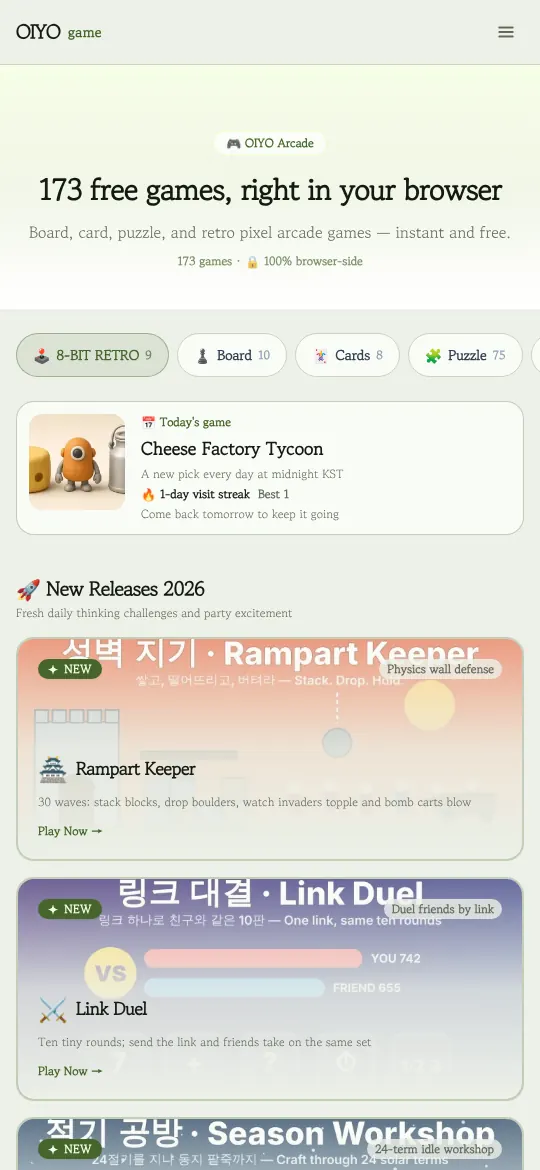 OIYO game
🎮 OIYO Arcade
173 free games, right in your browser
Board, card, puzzle, and retro pixel arcade games — instant and free.
173 games · 🔒 100% browser-side
🕹️ 8-BIT RETRO 9
♟️ Board 10
🃏 Cards 8
🧩 Puzzle 75
📅 Today's game
Cheese Factory Tycoon
A new pick every day at midnight KST
🔥 1-day visit streak Best 1
Come back tomorrow to keep it going
🚀 New Releases 2026
Fresh daily thinking challenges and party excitement
성벽 지기 · Rampart Keeper
✦ NEW
Physics wall defense
쌓고, 떨어뜨리고, 버텨라 — Stack. Drop. Hold.
🏯 Rampart Keeper
30 waves: stack blocks, drop boulders, watch invaders topple and bomb carts blow
Play Now →
링크 대결 · Link Duel
✦ NEW
Duel friends by link
링크 하나로 친구와 같은 10판 — One link, same ten rounds
VS
YOU 742
FRIEND 655
⚔️ Link Duel
Ten tiny rounds; send the link and friends take on the same set
Play Now →
절기 공방 · Season Workshop
✦ NEW
24-term idle workshop
24절기를 지나 동지 팥죽까지 — Craft through 24 solar terms